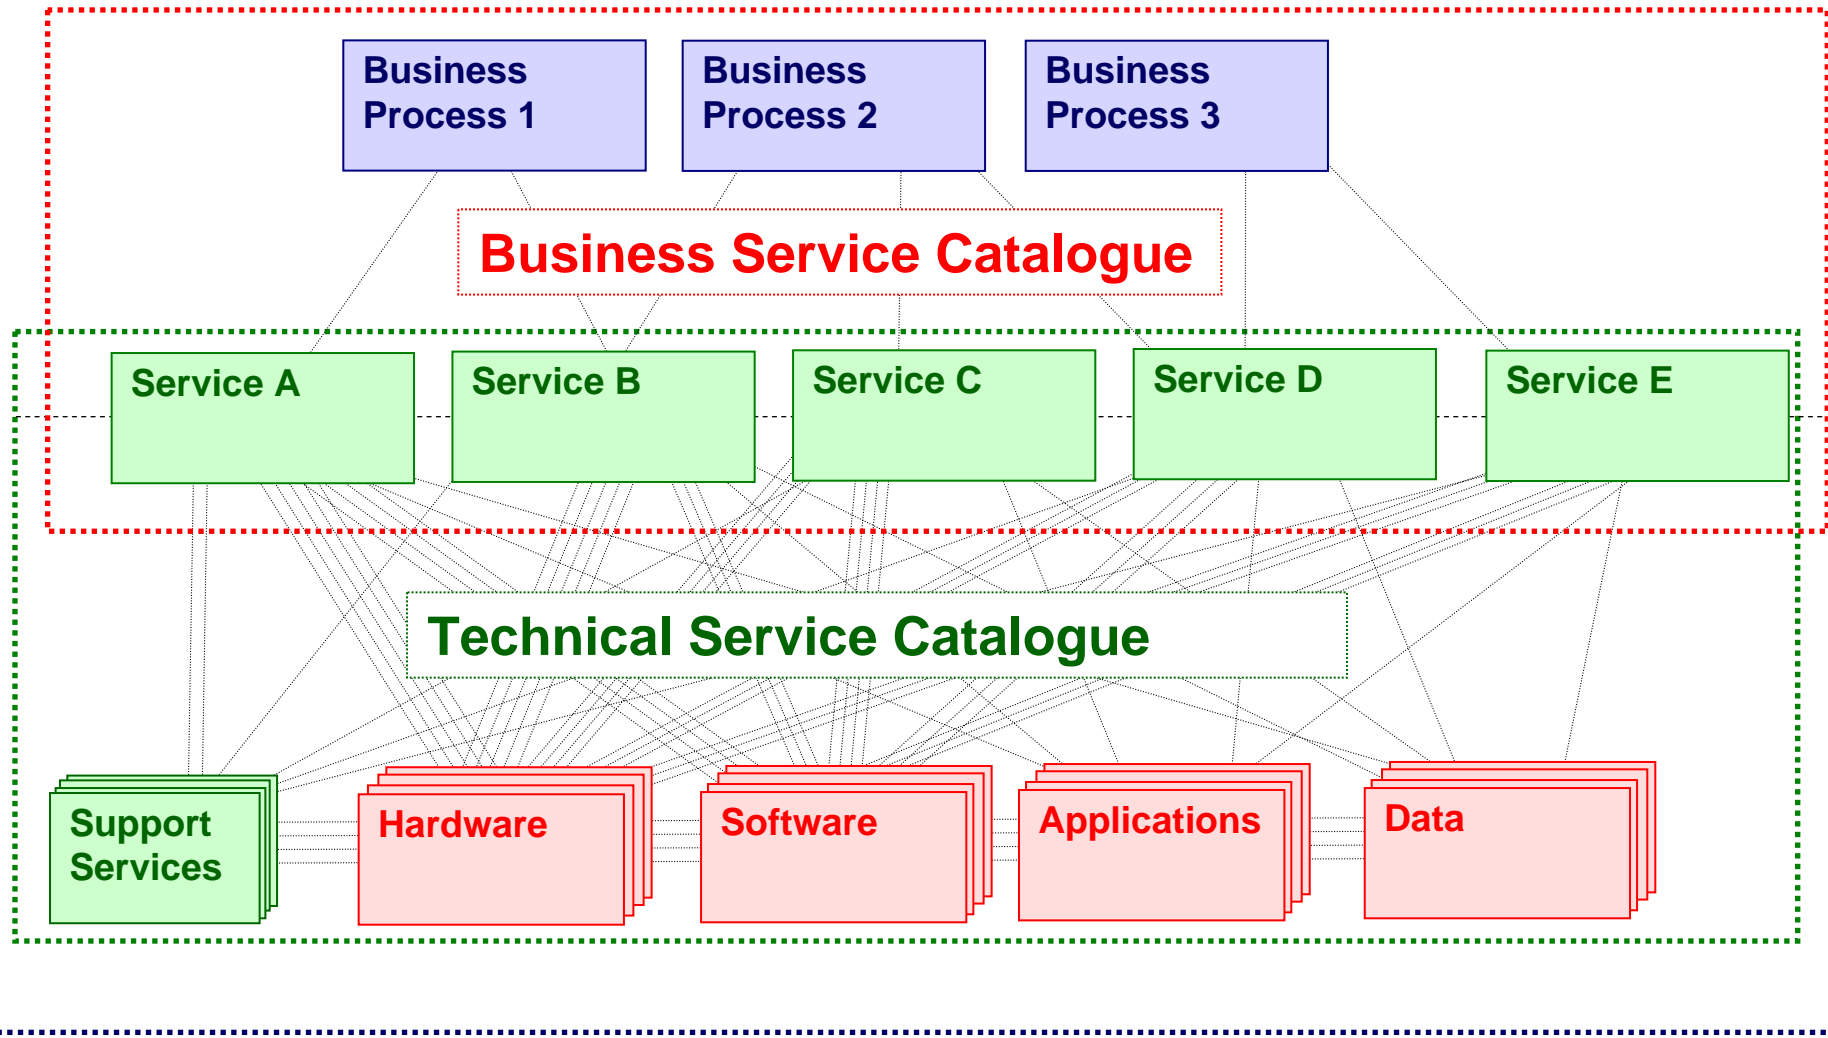 Business
Process 1
Business
Process 2
Business
Process 3
Business Service Catalogue
Service A
Service B
Service C
Service D
Service E
Technical Service Catalogue
Support
Services
Hardware
Software
Applications
Data